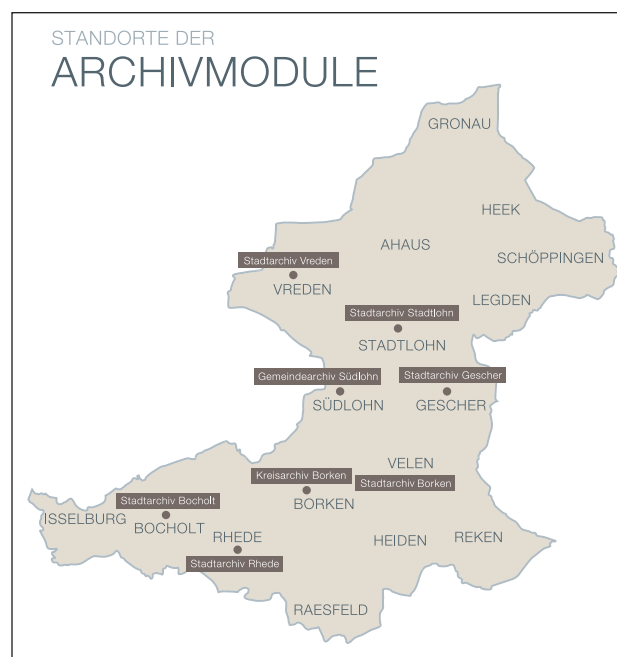 STANDORTE DER
ARCHIVMODULE
GRONAU
HEEK
AHAUS
SCHÖPPINGEN
Stadtarchiv Vreden
VREDEN
LEGDEN
Stadtarchiv Stadtlohn
STADTLOHN
Gemeindearchiv Südlohn
Stadtarchiv Gescher
SÜDLOHN
GESCHER
VELEN
Kreisarchiv Borken
Stadtarchiv Borken
BORKEN
Stadtarchiv Bocholt
ISSELBURG
BOCHOLT
RHEDE
HEIDEN
REKEN
Stadtarchiv Rhede
RAESFELD